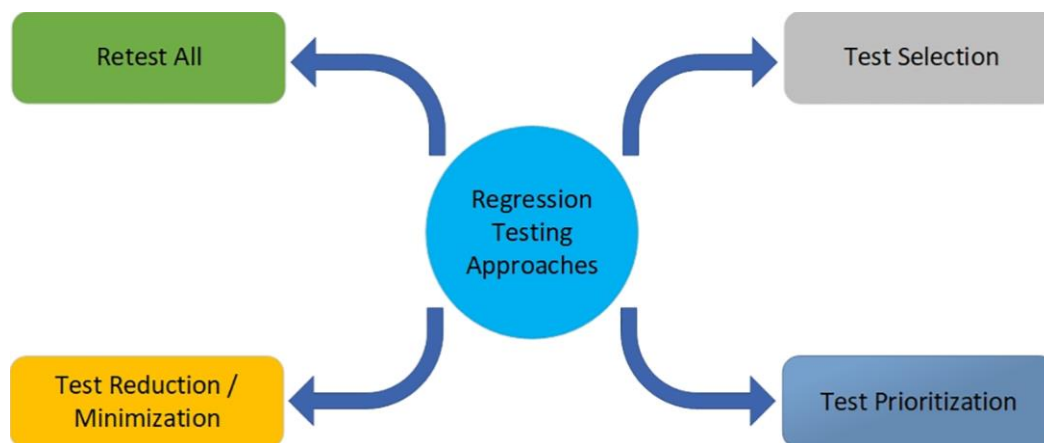 Retest All
Test Selection
Regression
Testing
Approaches
Test Reduction /
Minimization
Test Prioritization